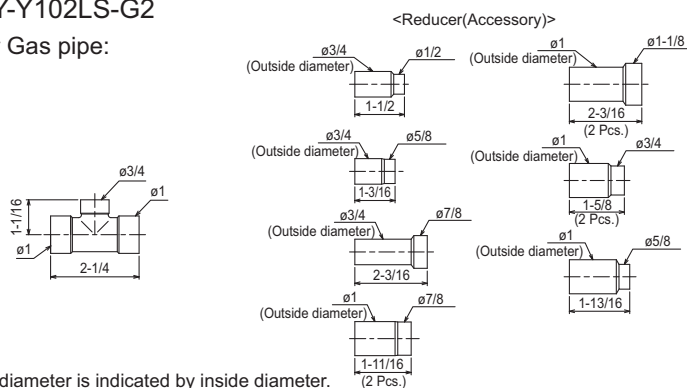 Y-Y102LS-G2
Gas pipe:
<Reducer(Accessory)>
ø3/4
(Outside diameter)
ø1/2
1-1/2
ø1
(Outside diameter)
ø1-1/8
2-3/16
(2 Pcs.)
ø3/4
(Outside diameter)
ø5/8
1-3/16
ø1
(Outside diameter)
ø3/4
1-5/8
(2 Pcs.)
ø3/4
ø1
1-1/16
ø1
2-1/4
ø3/4
(Outside diameter)
ø7/8
2-3/16
ø1
(Outside diameter)
ø5/8
1-13/16
ø1
(Outside diameter)
ø7/8
1-11/16
(2 Pcs.)
diameter is indicated by inside diameter.